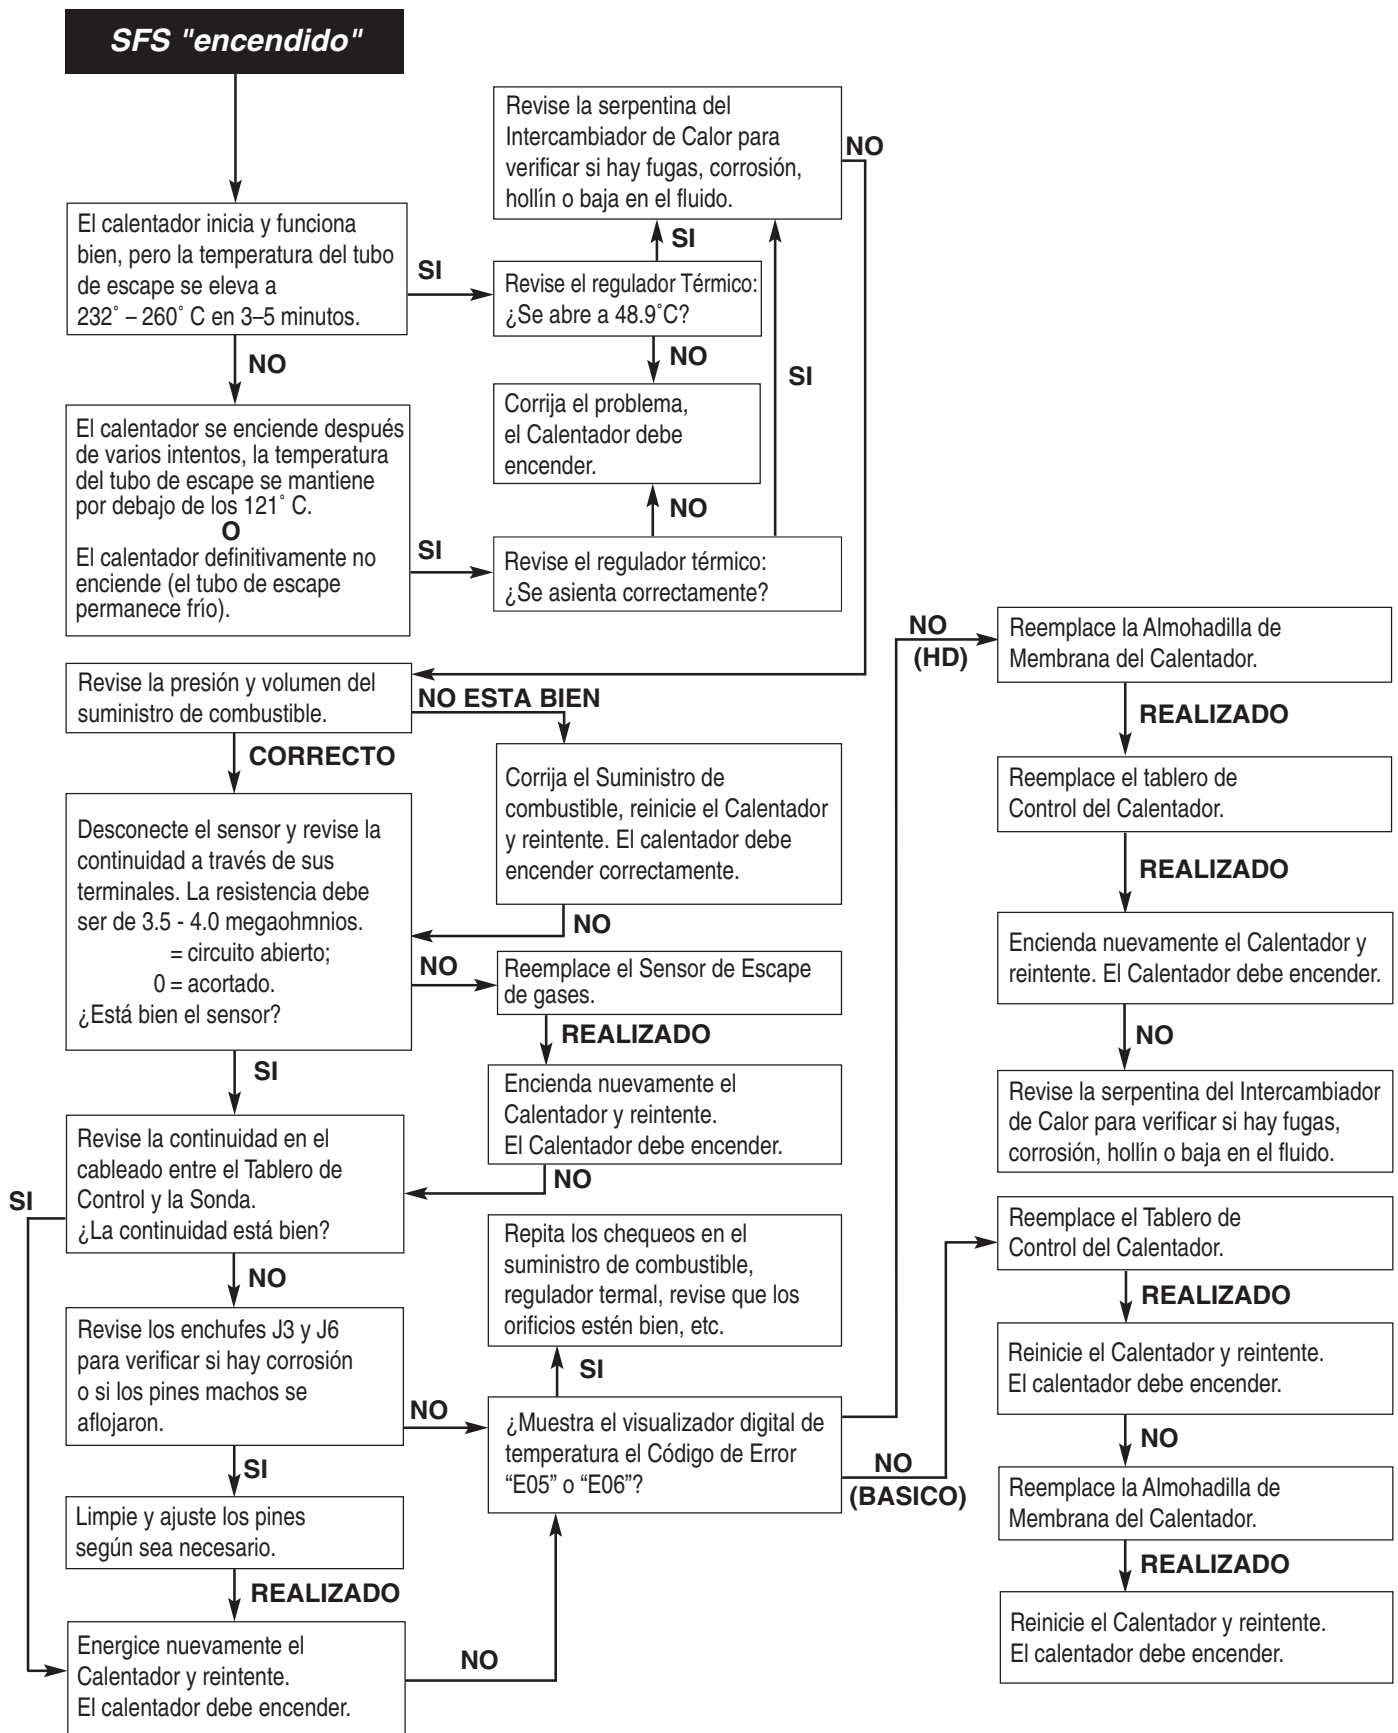 SFS "encendido"
El calentador inicia y funciona
bien, pero la temperatura del tubo
de escape se eleva a
232˚ – 260˚ C en 3–5 minutos.
SI
NO
Revise la serpentina del
Intercambiador de Calor para
verificar si hay fugas, corrosión,
hollín o baja en el fluido.
NO
SI
Revise el regulador Térmico:
¿Se abre a 48.9˚C?
NO
SI
Corrija el problema,
el Calentador debe
encender.
NO
El calentador se enciende después
de varios intentos, la temperatura
del tubo de escape se mantiene
por debajo de los 121˚ C.
O
El calentador definitivamente no
enciende (el tubo de escape
permanece frío).
SI
Revise el regulador térmico:
¿Se asienta correctamente?
Revise la presión y volumen del
suministro de combustible.
NO ESTA BIEN
CORRECTO
Corrija el Suministro de
combustible, reinicie el Calentador
y reintente. El calentador debe
encender correctamente.
NO
Desconecte el sensor y revise la
continuidad a través de sus
terminales. La resistencia debe
ser de 3.5 - 4.0 megaohmnios.
= circuito abierto;
0 = acortado.
¿Está bien el sensor?
NO
SI
Reemplace el Sensor de Escape
de gases.
REALIZADO
Encienda nuevamente el
Calentador y reintente.
El Calentador debe encender.
NO
Revise la continuidad en el
cableado entre el Tablero de
Control y la Sonda.
¿La continuidad está bien?
SI
NO
Revise los enchufes J3 y J6
para verificar si hay corrosión
o si los pines machos se
aflojaron.
NO
SI
Limpie y ajuste los pines
según sea necesario.
REALIZADO
Energice nuevamente el
Calentador y reintente.
El calentador debe encender.
NO
Repita los chequeos en el
suministro de combustible,
regulador termal, revise que los
orificios estén bien, etc.
SI
¿Muestra el visualizador digital de
temperatura el Código de Error
“E05” o “E06”?
NO
(HD)
NO
(BASICO)
Reemplace la Almohadilla de
Membrana del Calentador.
REALIZADO
Reemplace el tablero de
Control del Calentador.
REALIZADO
Encienda nuevamente el Calentador y
reintente. El Calentador debe encender.
NO
Revise la serpentina del Intercambiador
de Calor para verificar si hay fugas,
corrosión, hollín o baja en el fluido.
Reemplace el Tablero de
Control del Calentador.
REALIZADO
Reinicie el Calentador y reintente.
El calentador debe encender.
NO
Reemplace la Almohadilla de
Membrana del Calentador.
REALIZADO
Reinicie el Calentador y reintente.
El calentador debe encender.